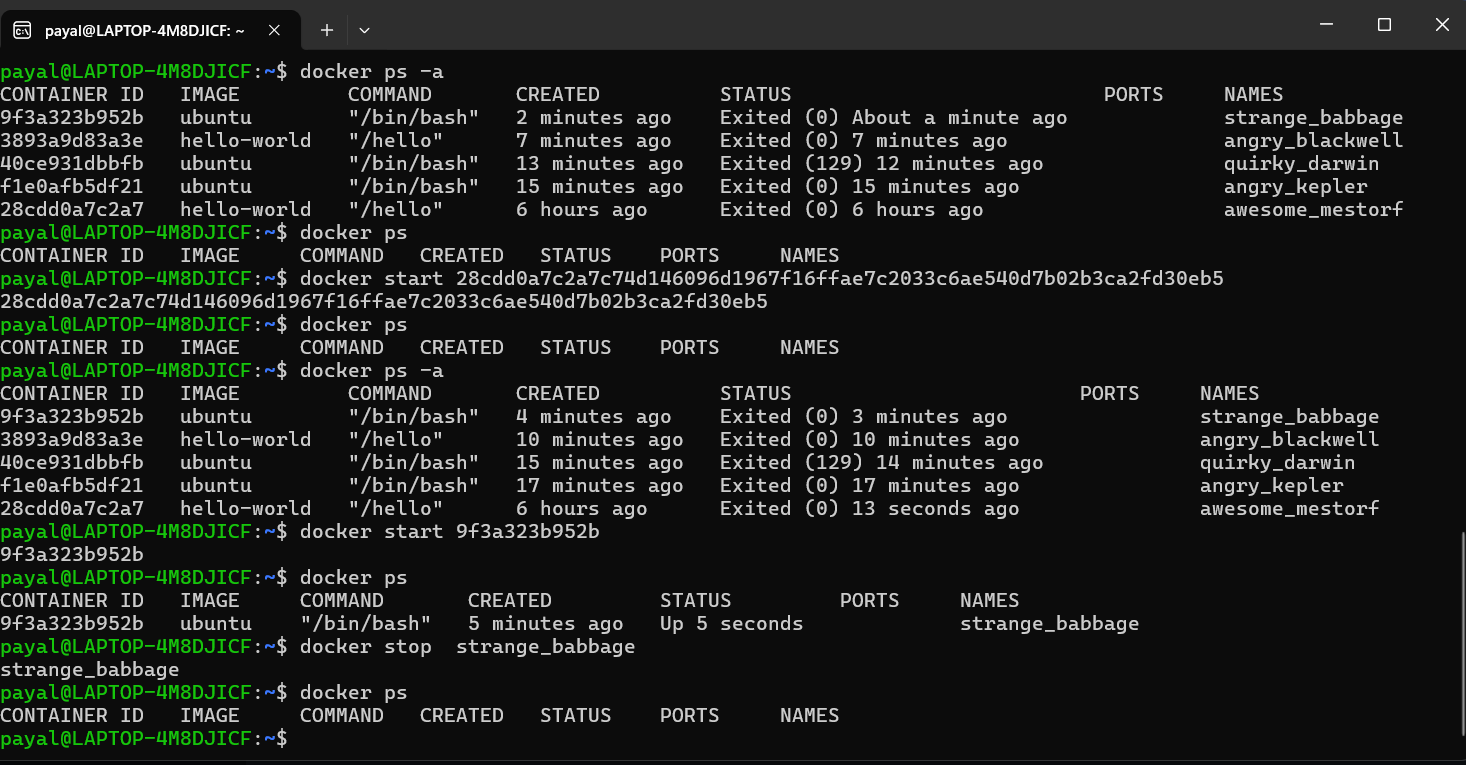 payal@LAPTOP-4M8DJICF: ~
payal@LAPTOP-4M8DJICF:~$ docker ps -a
CONTAINER ID   IMAGE         COMMAND       CREATED          STATUS                          PORTS     NAMES
9f3a323b952b   ubuntu        "/bin/bash"   2 minutes ago    Exited (0) About a minute ago             strange_babbage
3893a9d83a3e   hello-world   "/hello"      7 minutes ago    Exited (0) 7 minutes ago                  angry_blackwell
40ce931dbbfb   ubuntu        "/bin/bash"   13 minutes ago   Exited (129) 12 minutes ago               quirky_darwin
f1e0afb5df21   ubuntu        "/bin/bash"   15 minutes ago   Exited (0) 15 minutes ago                 angry_kepler
28cdd0a7c2a7   hello-world   "/hello"      6 hours ago      Exited (0) 6 hours ago                    awesome_mestorf
payal@LAPTOP-4M8DJICF:~$ docker ps
CONTAINER ID   IMAGE     COMMAND   CREATED   STATUS    PORTS     NAMES
payal@LAPTOP-4M8DJICF:~$ docker start 28cdd0a7c2a7c74d146096d1967f16ffae7c2033c6ae540d7b02b3ca2fd30eb5
28cdd0a7c2a7c74d146096d1967f16ffae7c2033c6ae540d7b02b3ca2fd30eb5
payal@LAPTOP-4M8DJICF:~$ docker ps
CONTAINER ID   IMAGE     COMMAND   CREATED   STATUS    PORTS     NAMES
payal@LAPTOP-4M8DJICF:~$ docker ps -a
CONTAINER ID   IMAGE         COMMAND       CREATED          STATUS                        PORTS     NAMES
9f3a323b952b   ubuntu        "/bin/bash"   4 minutes ago    Exited (0) 3 minutes ago                strange_babbage
3893a9d83a3e   hello-world   "/hello"      10 minutes ago   Exited (0) 10 minutes ago               angry_blackwell
40ce931dbbfb   ubuntu        "/bin/bash"   15 minutes ago   Exited (129) 14 minutes ago             quirky_darwin
f1e0afb5df21   ubuntu        "/bin/bash"   17 minutes ago   Exited (0) 17 minutes ago               angry_kepler
28cdd0a7c2a7   hello-world   "/hello"      6 hours ago      Exited (0) 13 seconds ago               awesome_mestorf
payal@LAPTOP-4M8DJICF:~$ docker start 9f3a323b952b
9f3a323b952b
payal@LAPTOP-4M8DJICF:~$ docker ps
CONTAINER ID   IMAGE     COMMAND       CREATED         STATUS         PORTS     NAMES
9f3a323b952b   ubuntu    "/bin/bash"   5 minutes ago   Up 5 seconds             strange_babbage
payal@LAPTOP-4M8DJICF:~$ docker stop  strange_babbage
strange_babbage
payal@LAPTOP-4M8DJICF:~$ docker ps
CONTAINER ID   IMAGE     COMMAND   CREATED   STATUS    PORTS     NAMES
payal@LAPTOP-4M8DJICF:~$